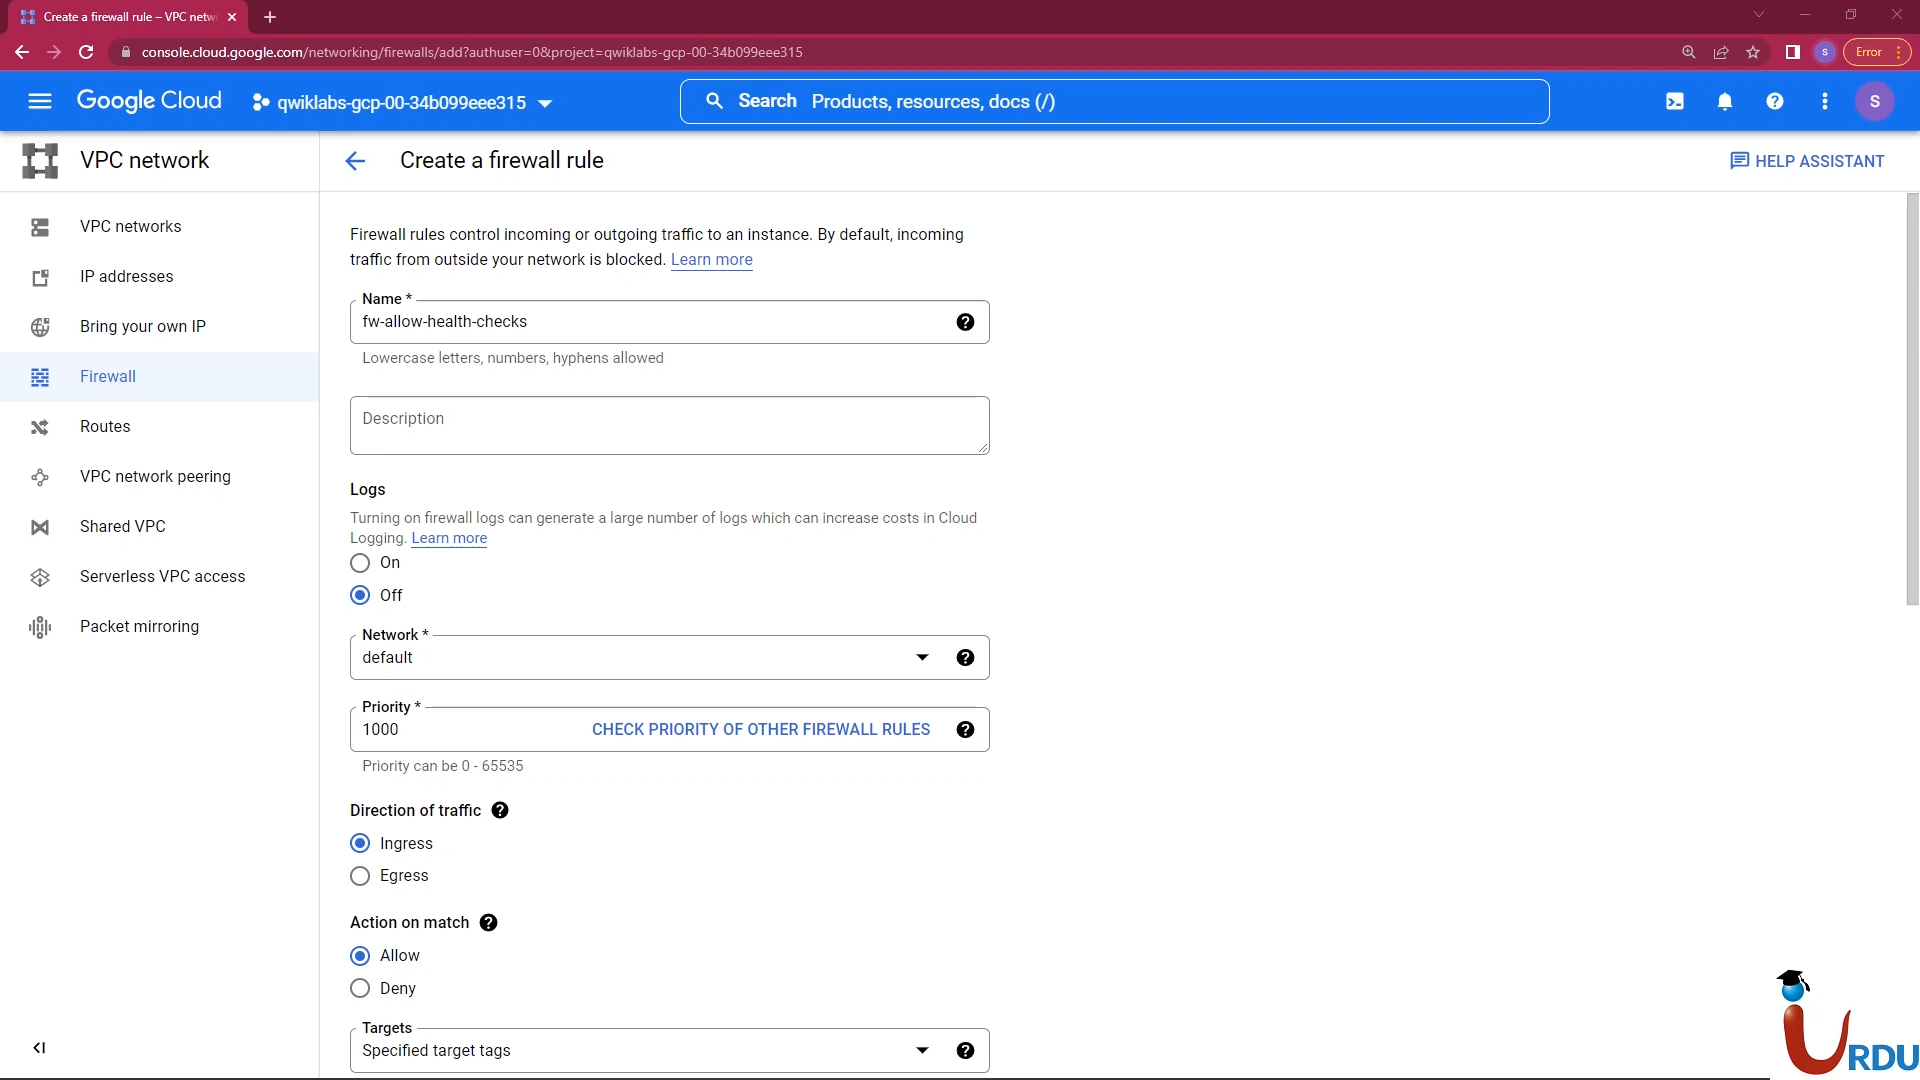 Create a firewall rule – VPC netw
console.cloud.google.com/networking/firewalls/add?authuser=0&project=qwiklabs-gcp-00-34b099eee315
S
Error
Google Cloud
qwiklabs-gcp-00-34b099eee315
Search Products, resources, docs (/)
S
VPC network
Create a firewall rule
HELP ASSISTANT
VPC networks
IP addresses
Bring your own IP
Firewall
Routes
VPC network peering
Shared VPC
Serverless VPC access
Packet mirroring
Firewall rules control incoming or outgoing traffic to an instance. By default, incoming
traffic from outside your network is blocked. Learn more
Name *
fw-allow-health-checks
Lowercase letters, numbers, hyphens allowed
Description
Logs
Turning on firewall logs can generate a large number of logs which can increase costs in Cloud
Logging. Learn more
On
Off
Network *
default
Priority *
1000 CHECK PRIORITY OF OTHER FIREWALL RULES
Priority can be 0 - 65535
Direction of traffic
Ingress
Egress
Action on match
Allow
Deny
Targets
Specified target tags
iURDU